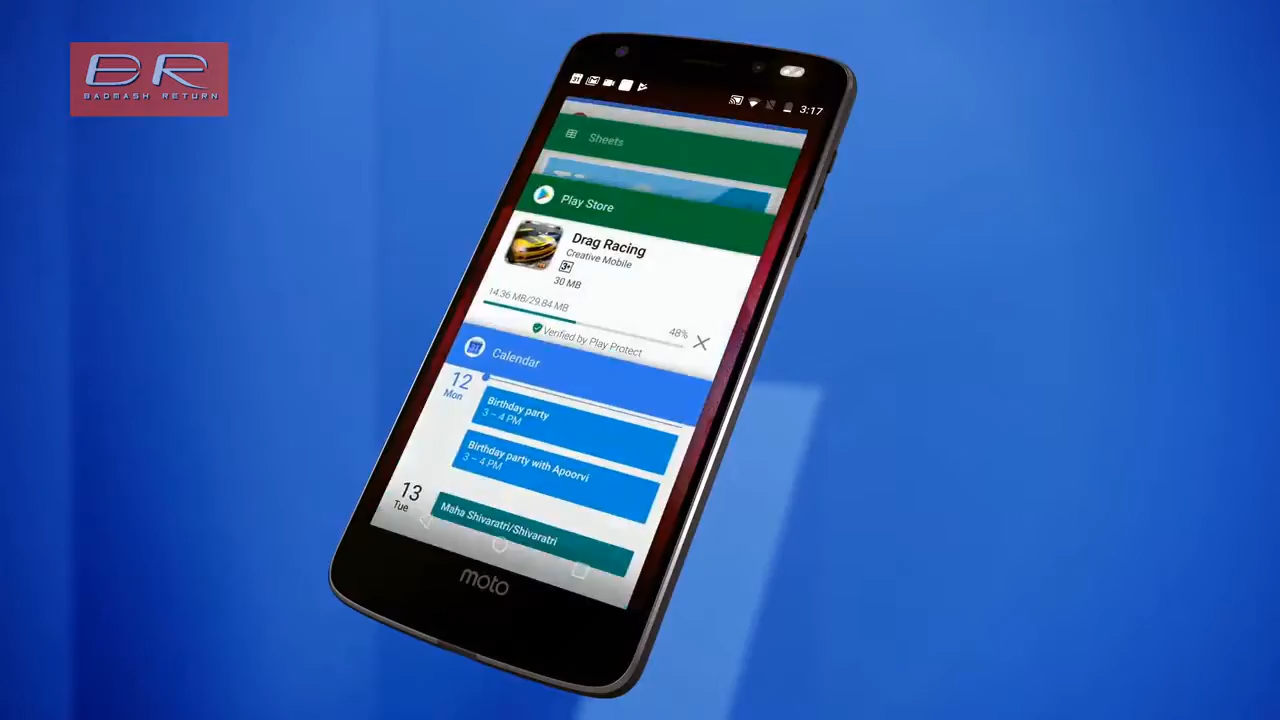 BR
BADMASH RETURN
31
3:17
Sheets
Play Store
Drag Racing
Creative Mobile
3+
30 MB
14.36 MB/29.84 MB
48%
Verified by Play Protect
31
Calendar
12
Mon
Birthday party
3 – 4 PM
Birthday party with Apoorvi
3 – 4 PM
13
Tue
Maha Shivaratri/Shivaratri
moto